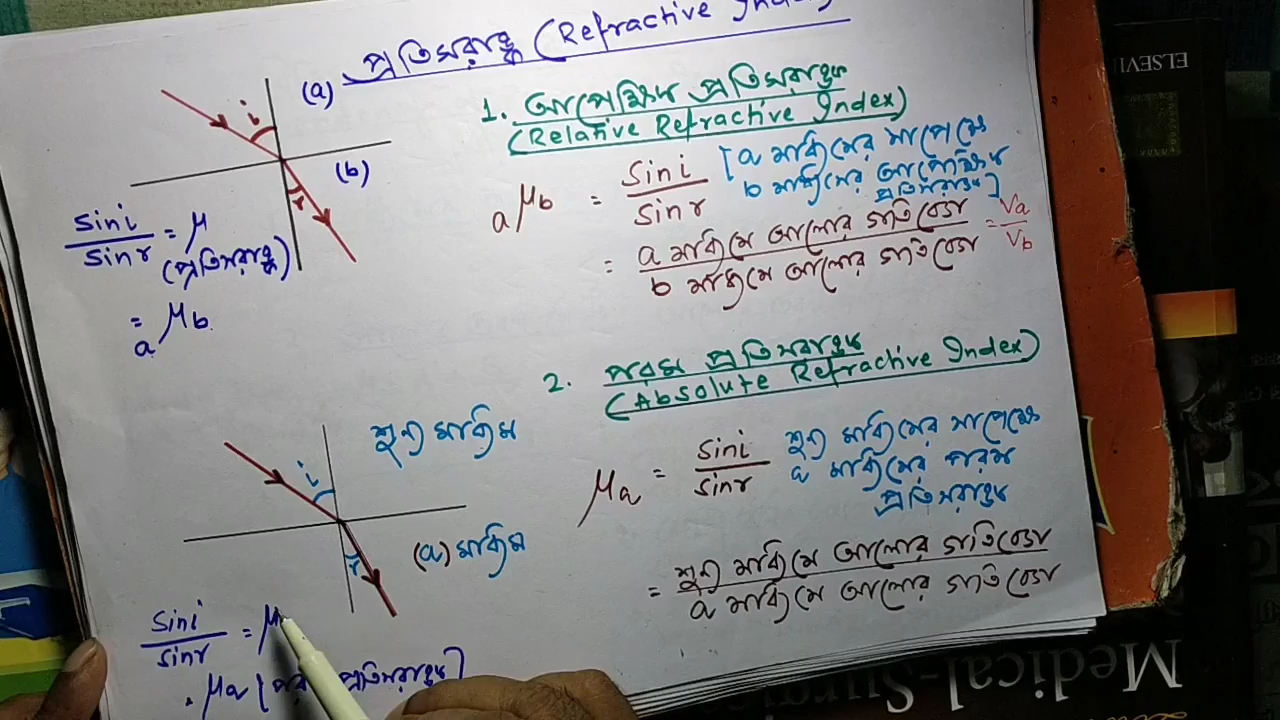 প্রতিসরাঙ্ক (Refractive Index)
(a)
i
(b)
r
sin i / sin r = μ
(প্রতিসরাঙ্ক)
= aμb
1. আপেক্ষিক প্রতিসরাঙ্ক
(Relative Refractive Index)
aμb = sin i / sin r [a মাধ্যমের সাপেক্ষে
b মাধ্যমের আপেক্ষিক
প্রতিসরাঙ্ক]
= a মাধ্যমে আলোর গতিবেগ / b মাধ্যমে আলোর গতিবেগ = Va / Vb
2. পরম প্রতিসরাঙ্ক
(Absolute Refractive Index)
শূন্য মাধ্যম
i
(a) মাধ্যম
r
μa = sin i / sin r শূন্য মাধ্যমের সাপেক্ষে
a মাধ্যমের পরম
প্রতিসরাঙ্ক
= শূন্য মাধ্যমে আলোর গতিবেগ / a মাধ্যমে আলোর গতিবেগ
sin i / sin r = μ
μa [ প্রতিসরাঙ্ক]
ELSEVI
Medical-Surgi